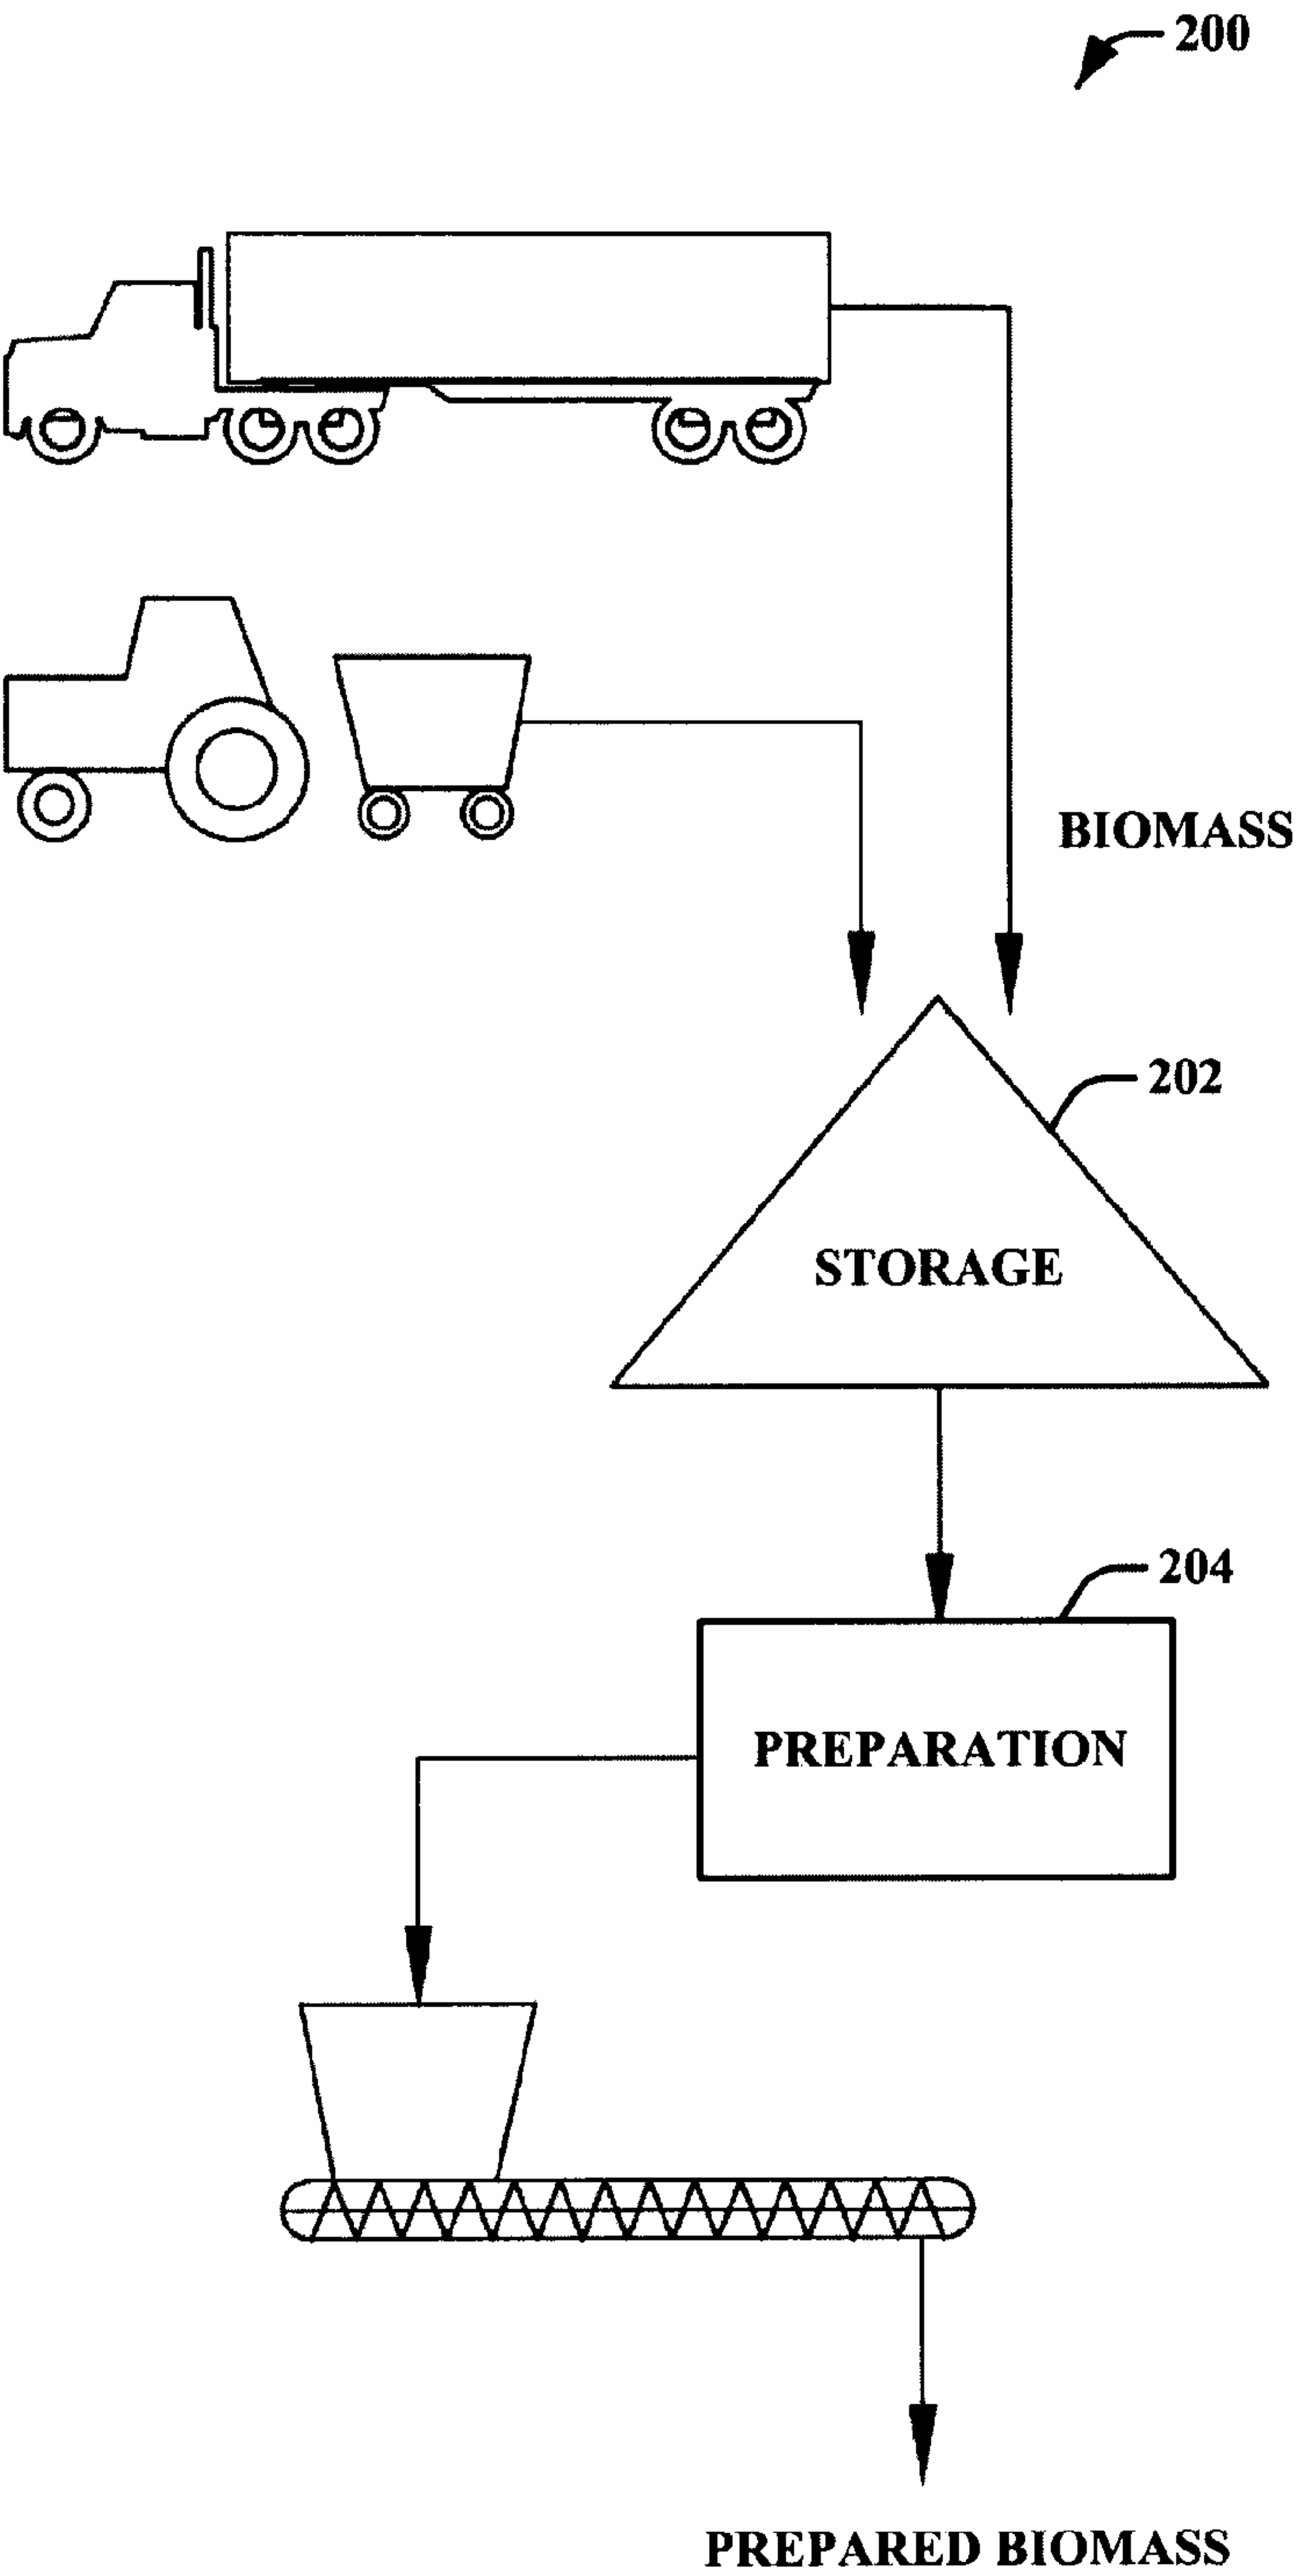 200
BIOMASS
202
STORAGE
204
PREPARATION
PREPARED BIOMASS